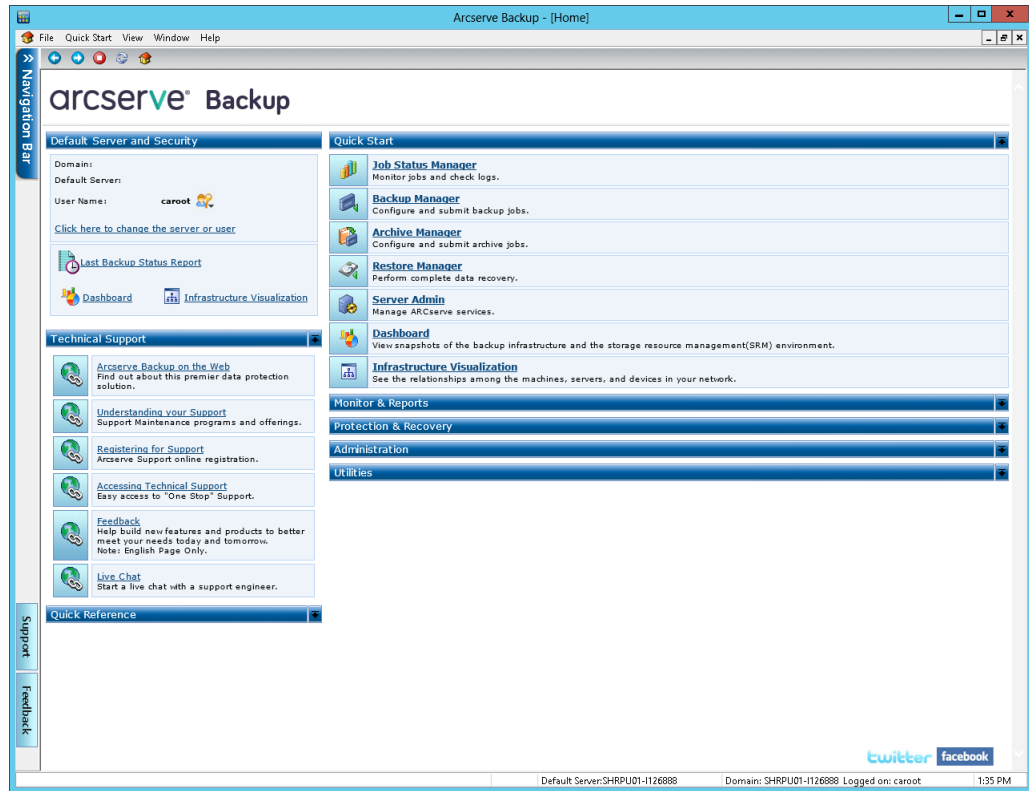 Arcserve Backup - [Home]
File Quick Start View Window Help
Navigation Bar
arcserve® Backup
Default Server and Security
Domain:
Default Server:
User Name: caroot
Click here to change the server or user
Last Backup Status Report
Dashboard Infrastructure Visualization
Technical Support
Arcserve Backup on the Web
Find out about this premier data protection
solution.
Understanding your Support
Support Maintenance programs and offerings.
Registering for Support
Arcserve Support online registration.
Accessing Technical Support
Easy access to "One Stop" Support.
Feedback
Help build new features and products to better
meet your needs today and tomorrow.
Note: English Page Only.
Live Chat
Start a live chat with a support engineer.
Quick Reference
Quick Start
Job Status Manager
Monitor jobs and check logs.
Backup Manager
Configure and submit backup jobs.
Archive Manager
Configure and submit archive jobs.
Restore Manager
Perform complete data recovery.
Server Admin
Manage ARCserve services.
Dashboard
View snapshots of the backup infrastructure and the storage resource management(SRM) environment.
Infrastructure Visualization
See the relationships among the machines, servers, and devices in your network.
Monitor & Reports
Protection & Recovery
Administration
Utilities
Support
Feedback
twitter facebook
Default Server:SHRPU01-I126888 Domain: SHRPU01-I126888 Logged on: caroot 1:35 PM